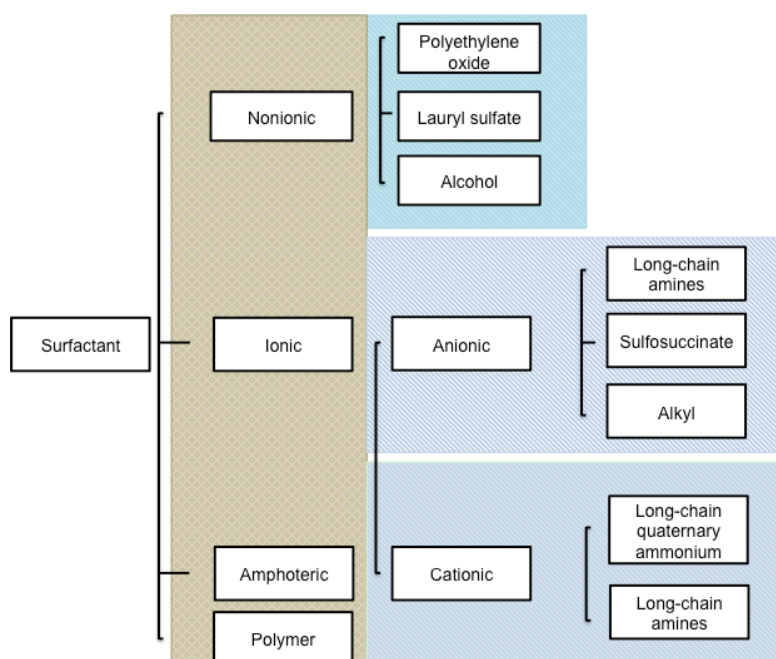 Polyethylene
oxide
Nonionic
Lauryl sulfate
Alcohol
Surfactant
Ionic
Anionic
Long-chain
amines
Sulfosuccinate
Alkyl
Amphoteric
Cationic
Long-chain
quaternary
ammonium
Long-chain
amines
Polymer